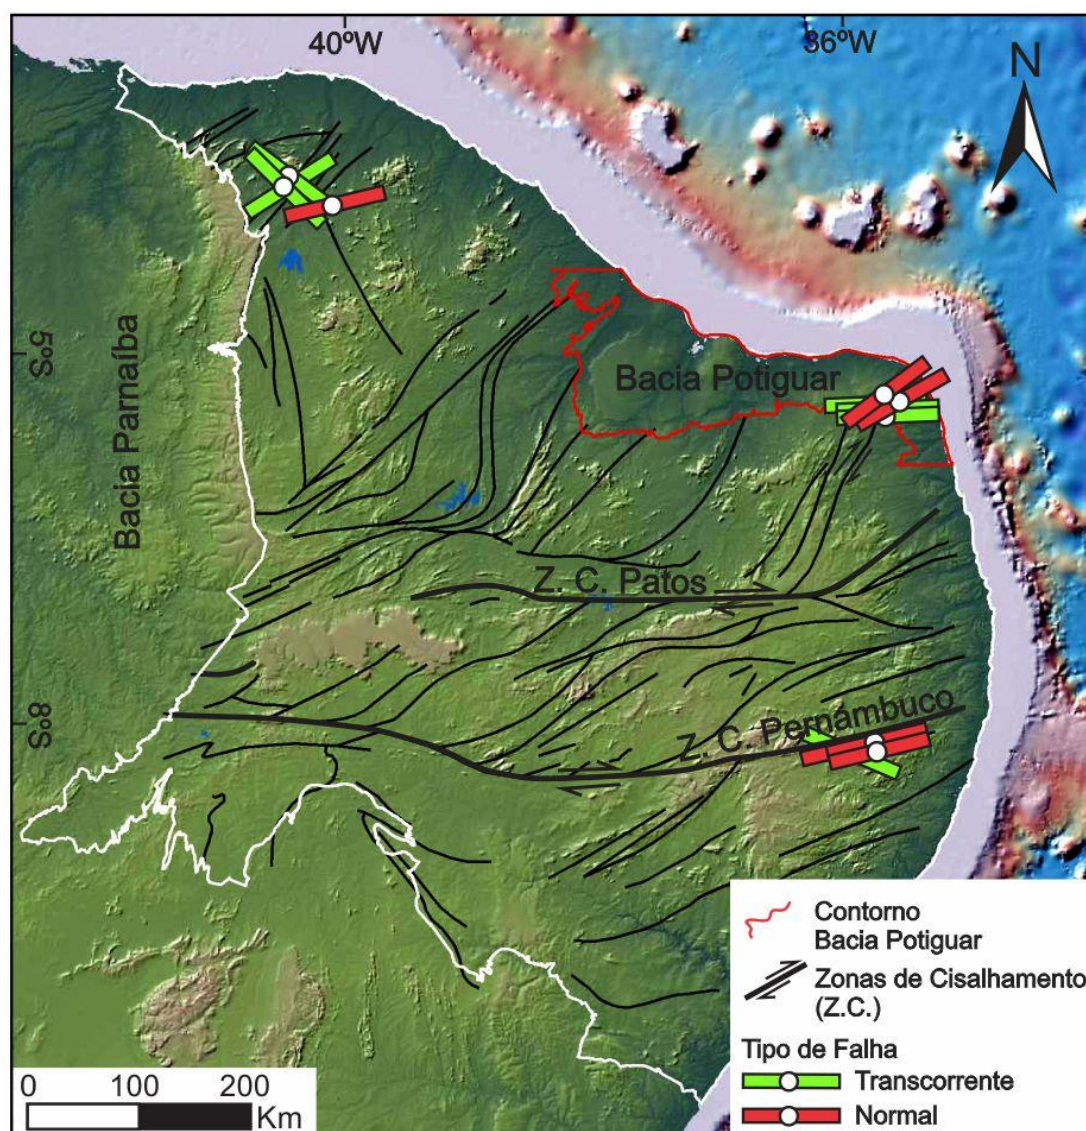 40ºW
36ºW
N
5ºS
Bacia Potiguar
Bacia Parnaíba
Z. C. Patos
8ºS
Z. C. Pernámbuco
Contorno
Bacia Potiguar
Zonas de Cisalhamento
(Z.C.)
Tipo de Falha
Transcorrente
Normal
0 100 200
Km